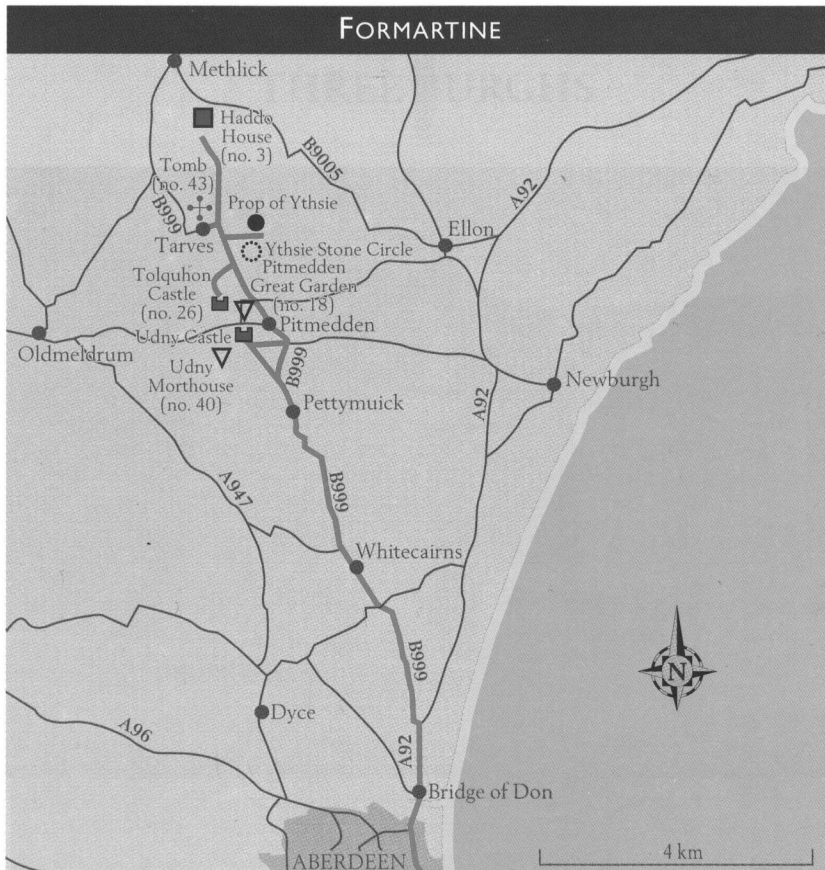 FORMARTINE
Methlick
Haddo
House
(no. 3)
B9005
Tomb
(no. 43)
A92
B999
Prop of Ythsie
Ellon
Tarves
Ythsie Stone Circle
Tolquhon
Castle
(no. 26)
Pitmedden
Great Garden
(no. 18)
Pitmedden
Udny Castle
Oldmeldrum
Udny
Morthouse
(no. 40)
B999
Newburgh
A92
Pettymuick
A947
B999
Whitecairns
B999
N
Dyce
A96
A92
Bridge of Don
ABERDEEN
4 km